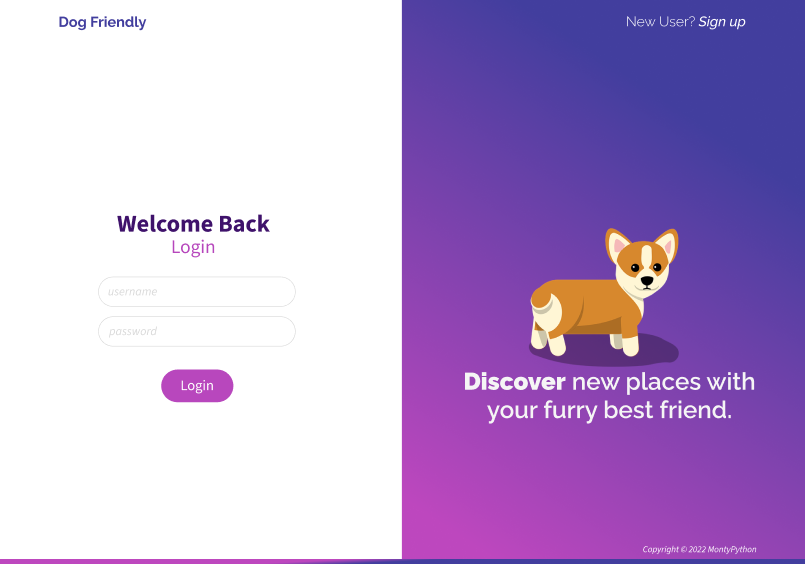 Dog Friendly
New User? Sign up
Welcome Back
Login
username
password
Login
Discover new places with
your furry best friend.
Copyright © 2022 MontyPython